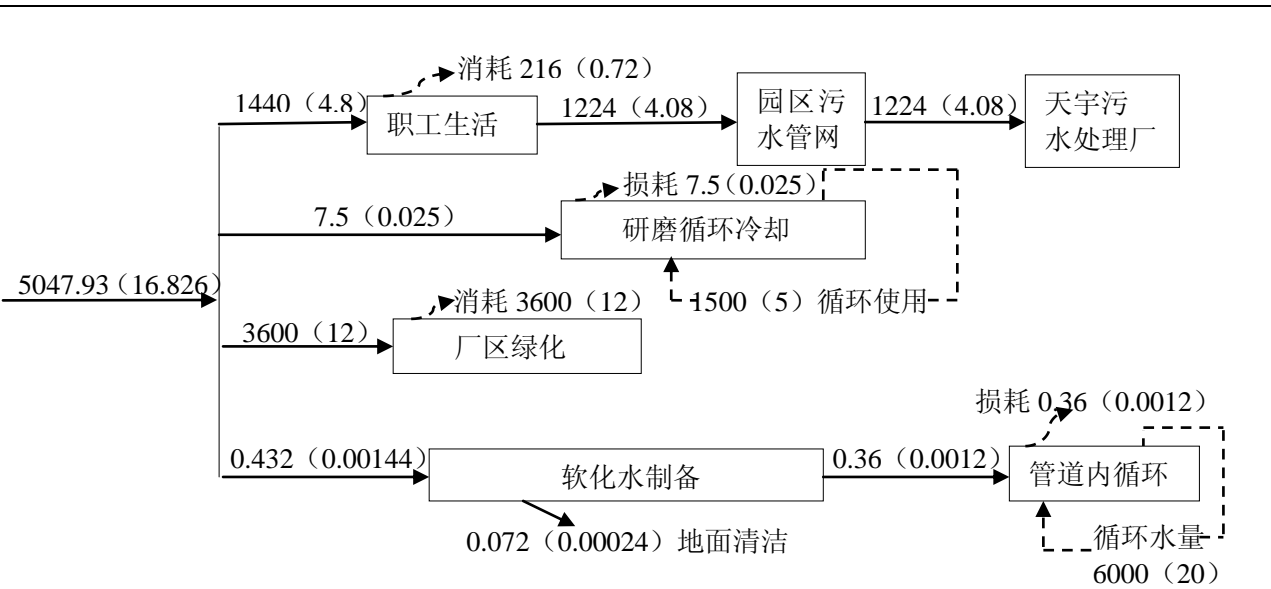 消耗 216（0.72）
1440（4.8）
职工生活
1224（4.08）
园区污
水管网
1224（4.08）
天宇污
水处理厂
损耗 7.5(0.025)
7.5（0.025）
研磨循环冷却
5047.93（16.826）
1500（5）循环使用
消耗 3600（12）
3600（12）
厂区绿化
损耗 0.36（0.0012）
0.432（0.00144）
软化水制备
0.36（0.0012）
管道内循环
0.072（0.00024）地面清洁
循环水量
6000（20）